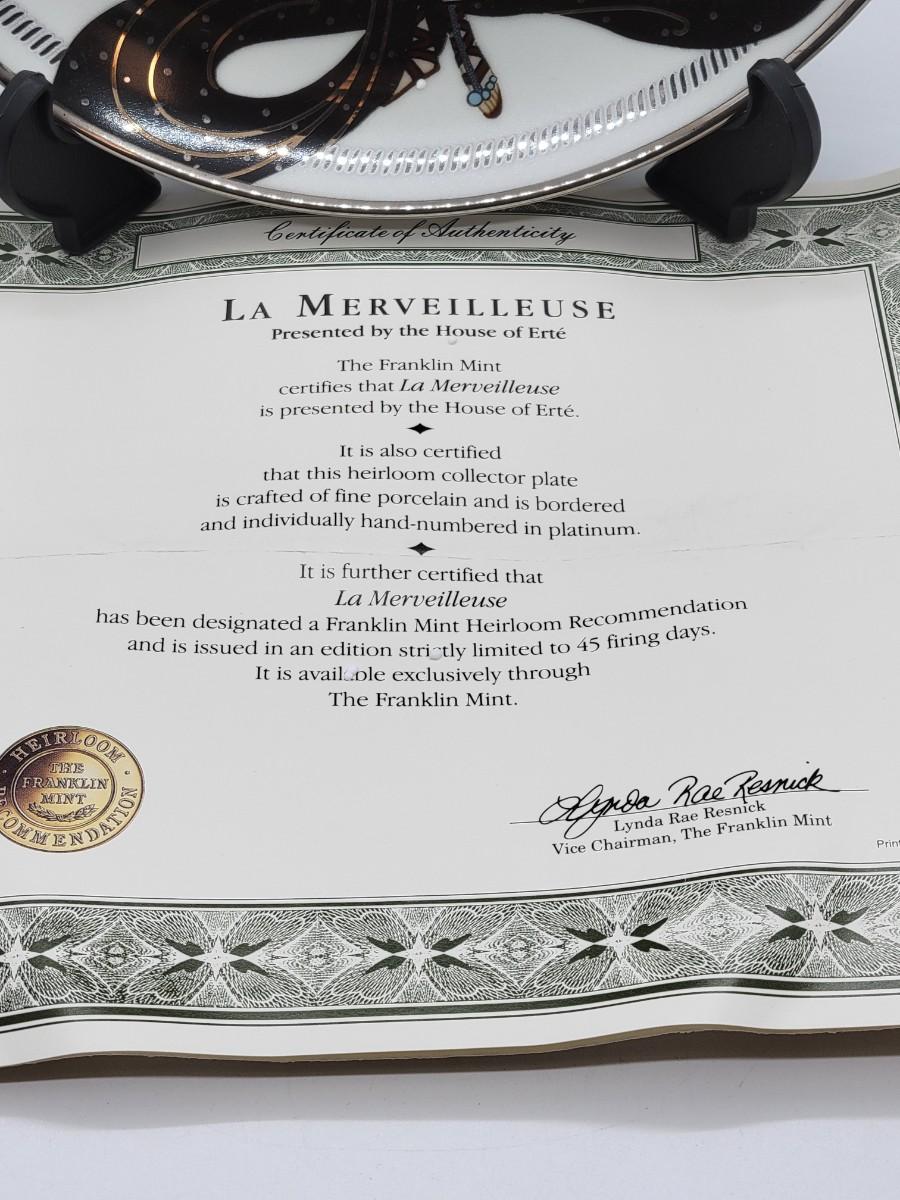 Certificate of Authenticity
LA MERVEILLEUSE
Presented by the House of Erté
The Franklin Mint
certifies that La Merveilleuse
is presented by the House of Erté.
It is also certified
that this heirloom collector plate
is crafted of fine porcelain and is bordered
and individually hand-numbered in platinum.
It is further certified that
La Merveilleuse
has been designated a Franklin Mint Heirloom Recommendation
and is issued in an edition strictly limited to 45 firing days.
It is available exclusively through
The Franklin Mint.
HEIRLOOM
THE
FRANKLIN
MINT
RECOMMENDATION
Lynda Rae Resnick
Lynda Rae Resnick
Vice Chairman, The Franklin Mint